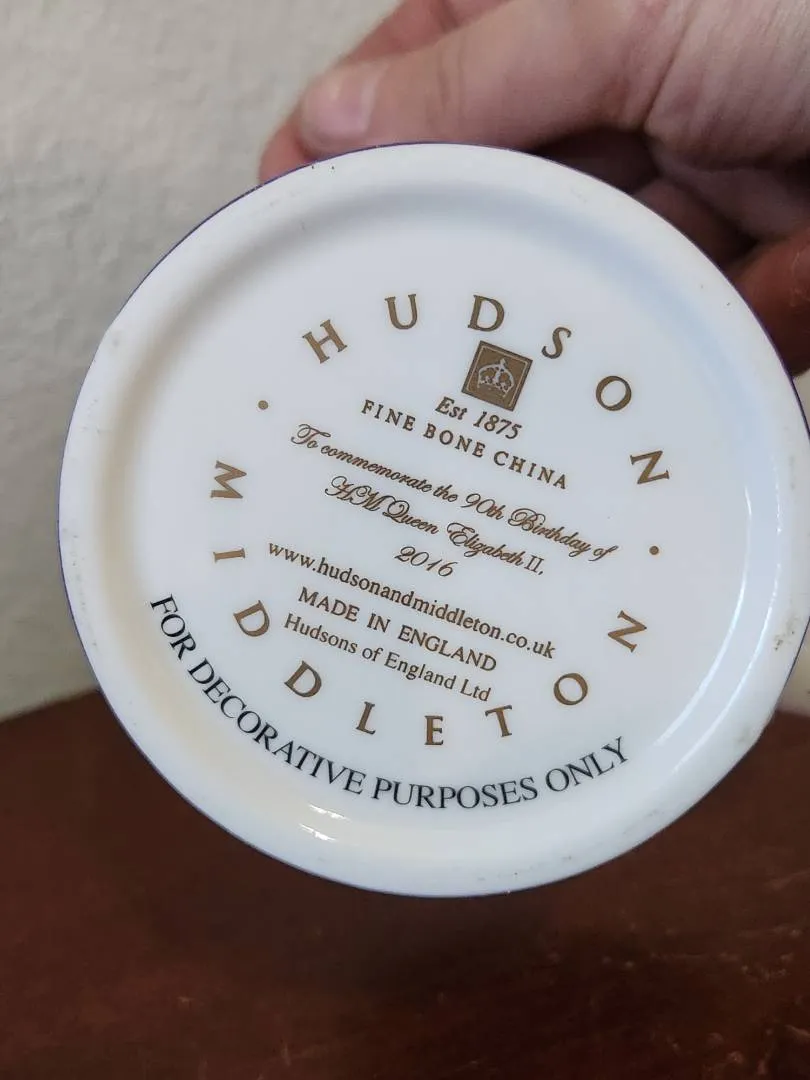 HUDSON
Est 1875
FINE BONE CHINA
To commemorate the 90th Birthday of
HM Queen Elizabeth II,
2016
www.hudsonandmiddleton.co.uk
MADE IN ENGLAND
Hudsons of England Ltd
MIDDLETON
FOR DECORATIVE PURPOSES ONLY